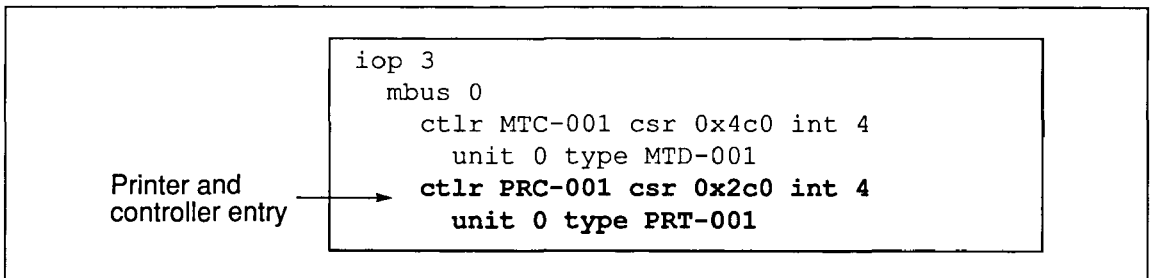 iop 3
mbus 0
ctlr MTC-001 csr 0x4c0 int 4
unit 0 type MTD-001
Printer and
controller entry
ctlr PRC-001 csr 0x2c0 int 4
unit 0 type PRT-001